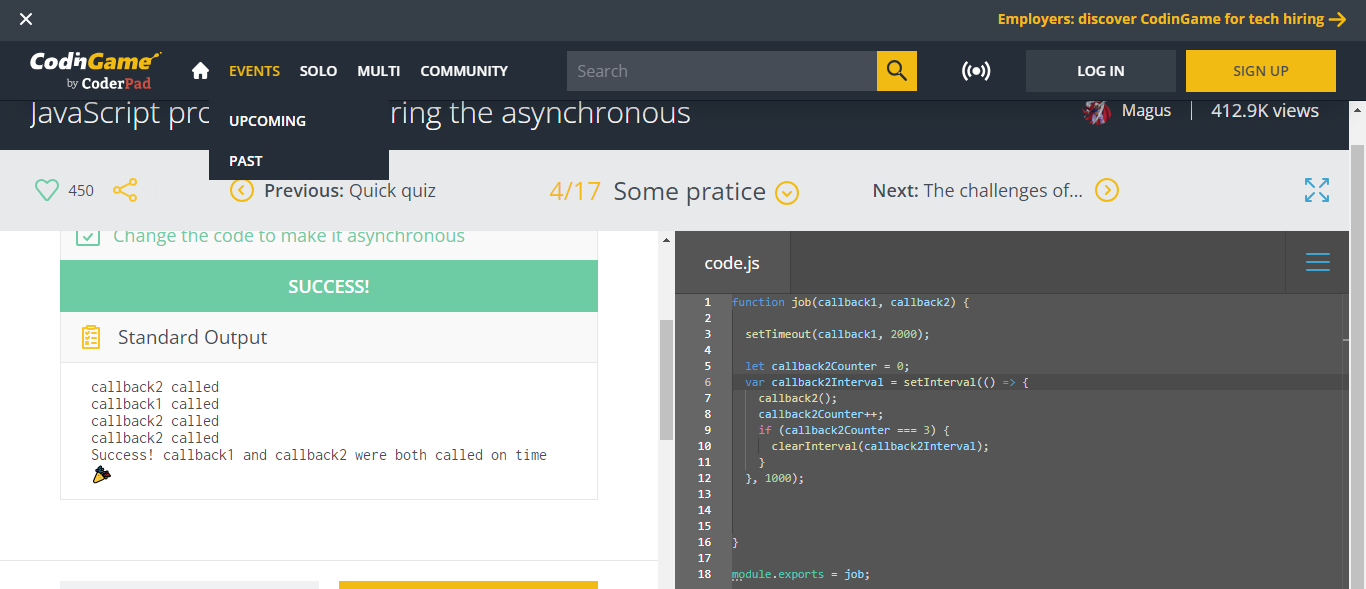 Employers: discover CodinGame for tech hiring
CodinGame
by CoderPad
EVENTS SOLO MULTI COMMUNITY
Search
LOG IN
SIGN UP
UPCOMING
PAST
JavaScript pro
ring the asynchronous
Magus
412.9K views
450
Previous: Quick quiz
4/17 Some pratice
Next: The challenges of...
Change the code to make it asynchronous
SUCCESS!
Standard Output
callback2 called
callback1 called
callback2 called
callback2 called
Success! callback1 and callback2 were both called on time
code.js
1 function job(callback1, callback2) {
2
3 setTimeout(callback1, 2000);
4
5 let callback2Counter = 0;
6 var callback2Interval = setInterval(() => {
7 callback2();
8 callback2Counter++;
9 if (callback2Counter === 3) {
10 clearInterval(callback2Interval);
11 }
12 }, 1000);
13
14
15
16 }
17
18 module.exports = job;